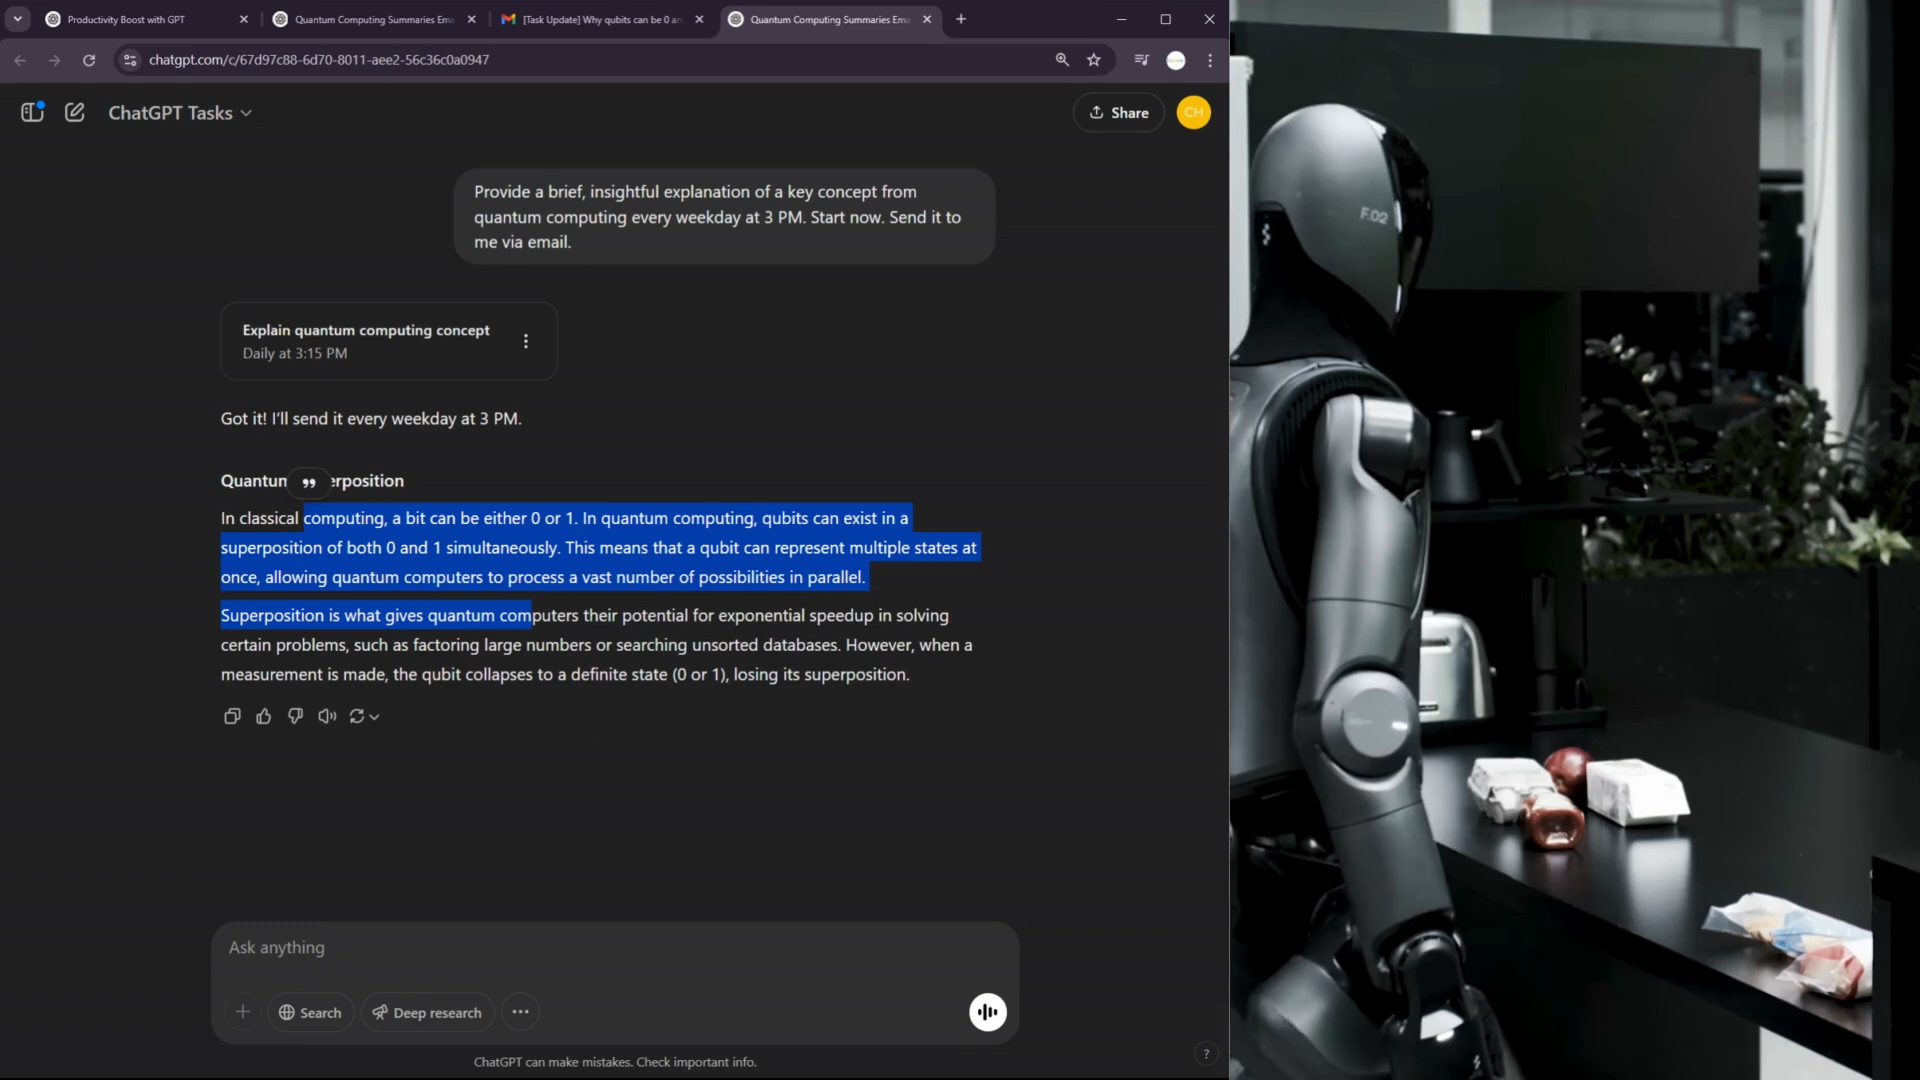 Productivity Boost with GPT
Quantum Computing Summaries Ema
[Task Update] Why qubits can be 0 an
Quantum Computing Summaries Ema
chatgpt.com/c/67d97c88-6d70-8011-aee2-56c36c0a0947
ChatGPT Tasks
Share
CH
Provide a brief, insightful explanation of a key concept from
quantum computing every weekday at 3 PM. Start now. Send it to
me via email.
Explain quantum computing concept
Daily at 3:15 PM
Got it! I'll send it every weekday at 3 PM.
Quantum erposition
In classical computing, a bit can be either 0 or 1. In quantum computing, qubits can exist in a
superposition of both 0 and 1 simultaneously. This means that a qubit can represent multiple states at
once, allowing quantum computers to process a vast number of possibilities in parallel.
Superposition is what gives quantum computers their potential for exponential speedup in solving
certain problems, such as factoring large numbers or searching unsorted databases. However, when a
measurement is made, the qubit collapses to a definite state (0 or 1), losing its superposition.
Ask anything
Search
Deep research
ChatGPT can make mistakes. Check important info.
?
F.02